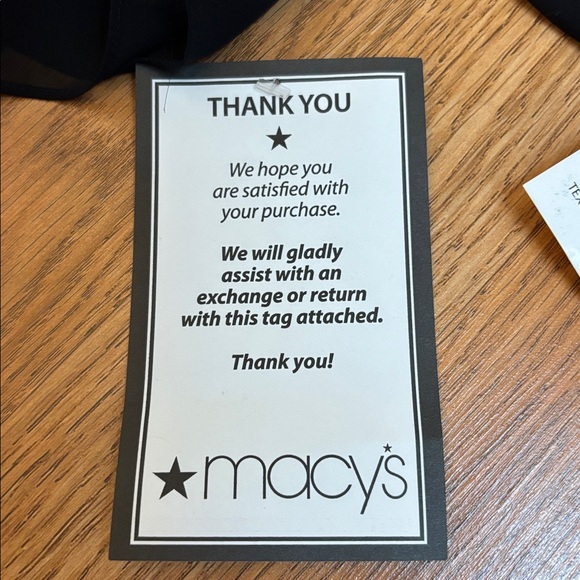 THANK YOU
We hope you
are satisfied with
your purchase.
We will gladly
assist with an
exchange or return
with this tag attached.
Thank you!
macy's